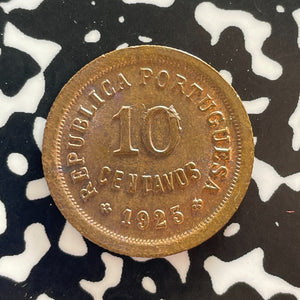 REPUBLICA PORTUGUESA
10
CENTAVOS
* 1925 *